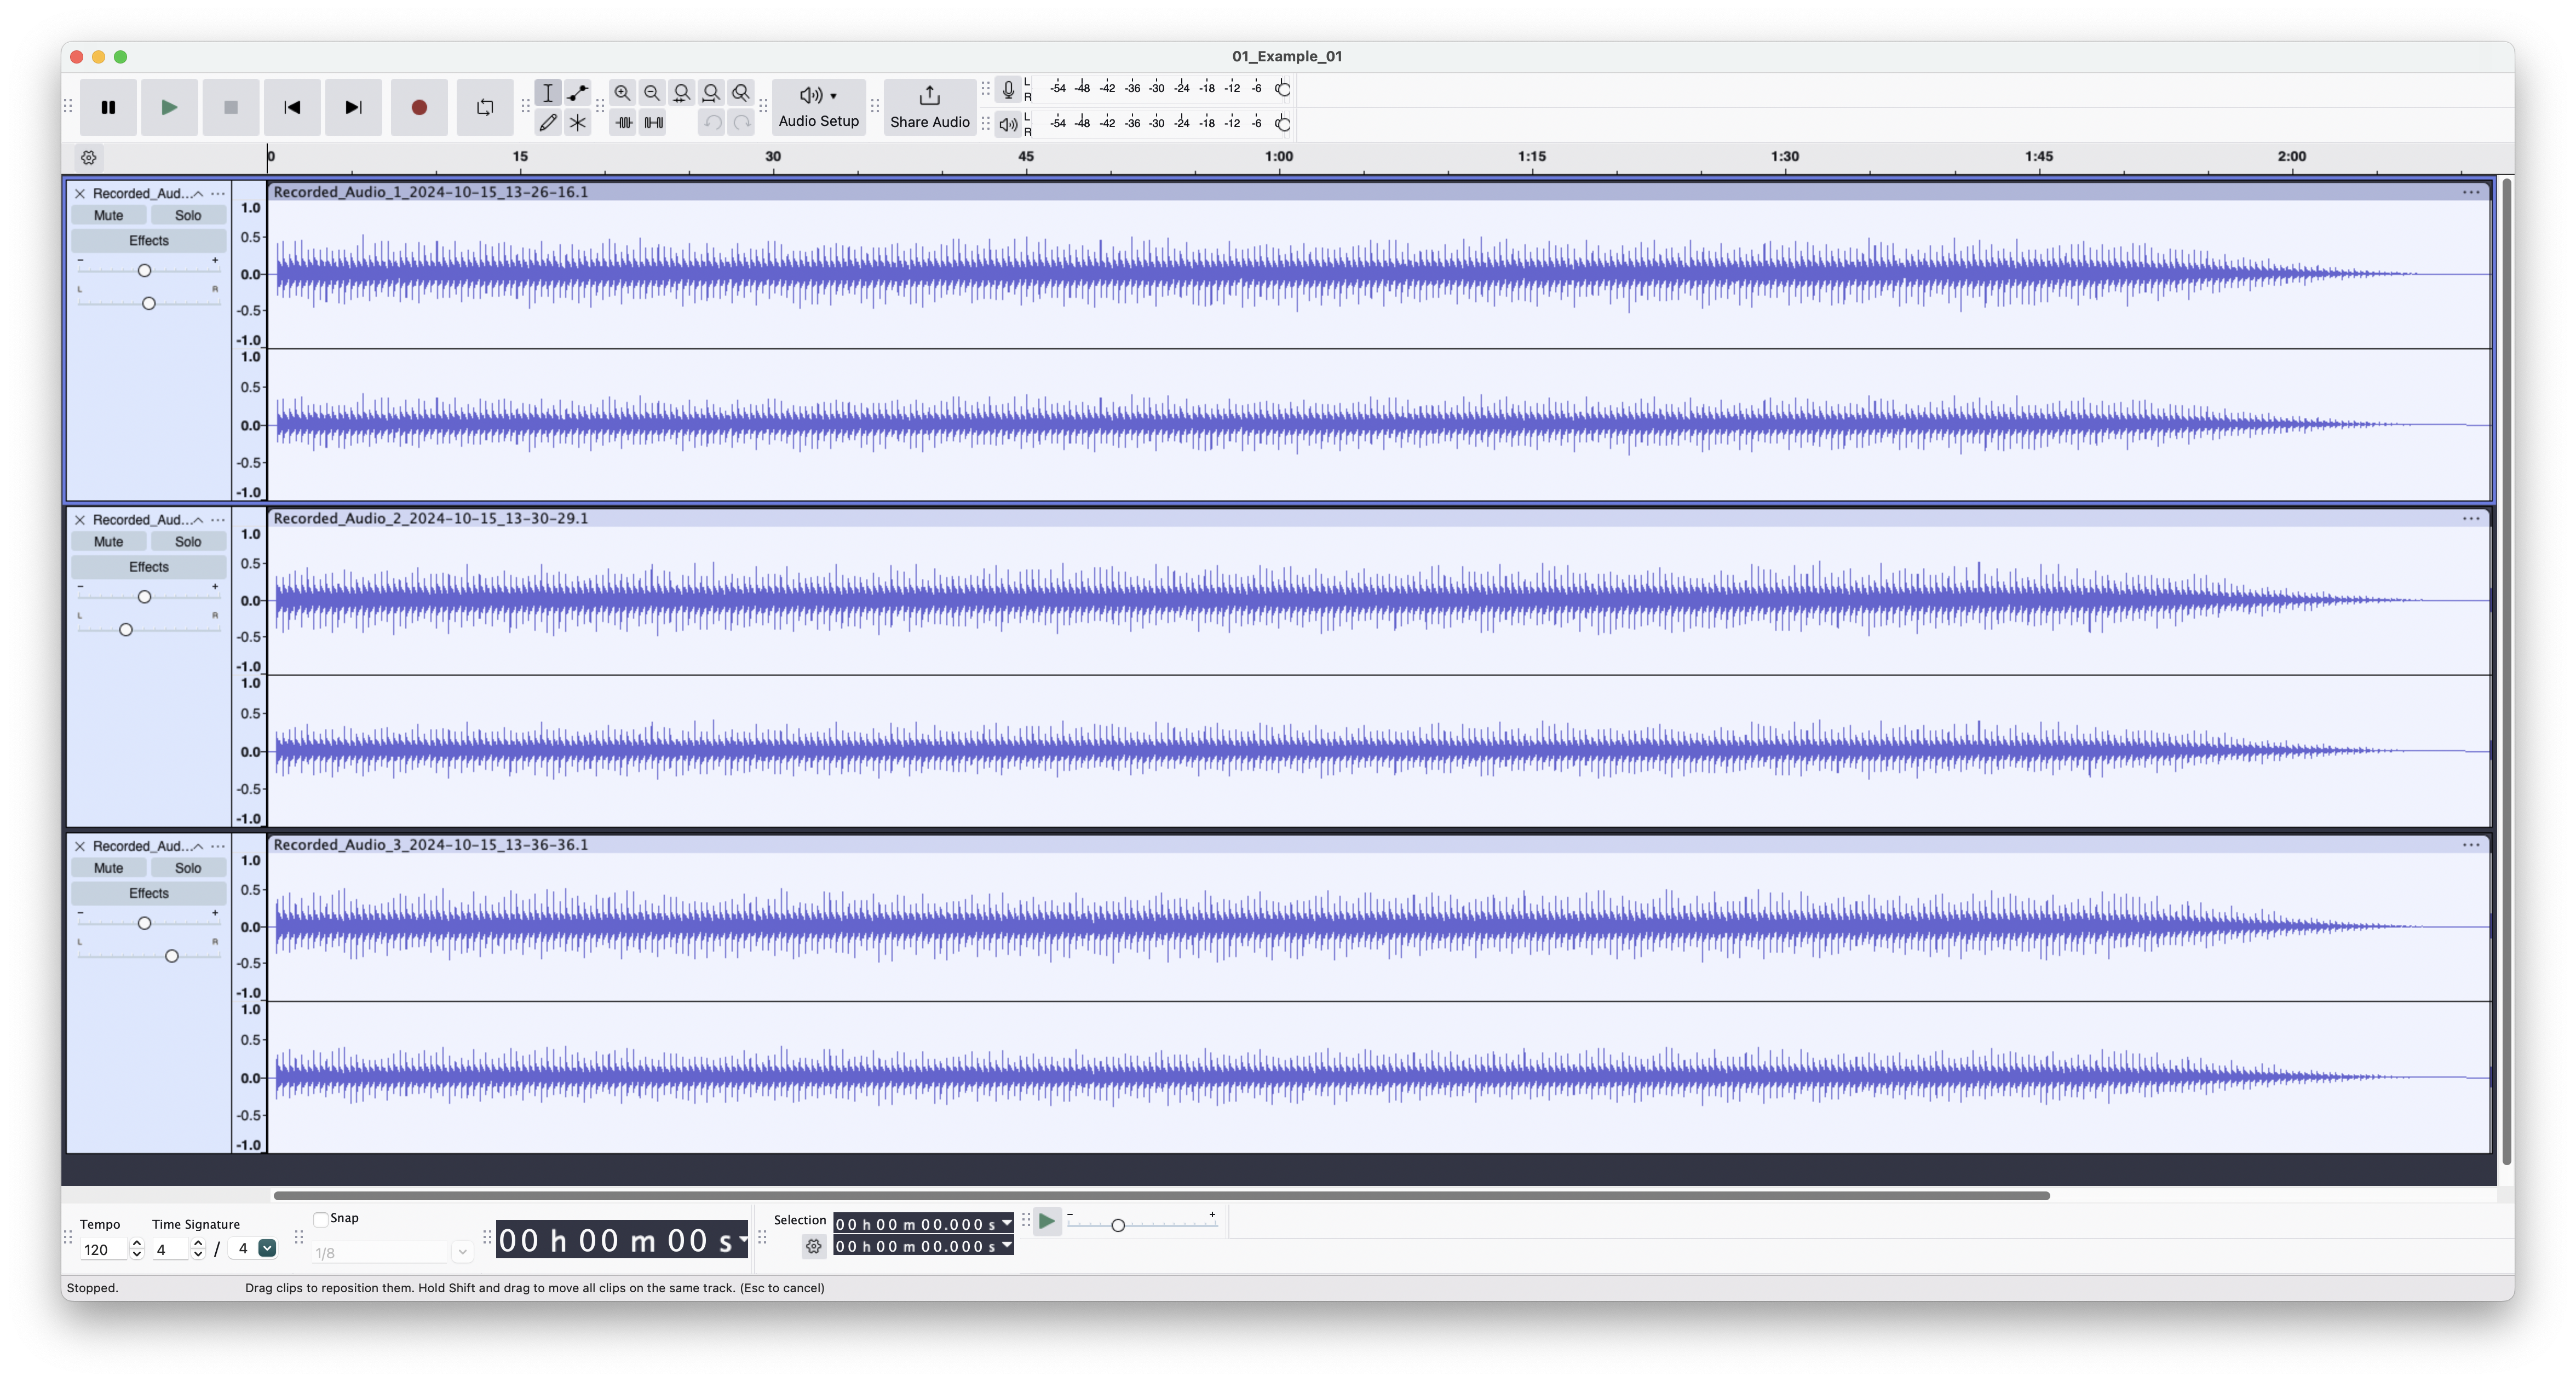 01_Example_01
Audio Setup
Share Audio
L
R
-54 -48 -42 -36 -30 -24 -18 -12 -6 0
L
R
-54 -48 -42 -36 -30 -24 -18 -12 -6 0
0 15 30 45 1:00 1:15 1:30 1:45 2:00
Recorded_Aud... Recorded_Audio_1_2024-10-15_13-26-16.1
Mute Solo
Effects
- +
L R
1.0
0.5
0.0
-0.5
-1.0
1.0
0.5
0.0
-0.5
-1.0
Recorded_Aud... Recorded_Audio_2_2024-10-15_13-30-29.1
Mute Solo
Effects
- +
L R
1.0
0.5
0.0
-0.5
-1.0
1.0
0.5
0.0
-0.5
-1.0
Recorded_Aud... Recorded_Audio_3_2024-10-15_13-36-36.1
Mute Solo
Effects
- +
L R
1.0
0.5
0.0
-0.5
-1.0
1.0
0.5
0.0
-0.5
-1.0
Tempo
120
Time Signature
4 / 4
Snap
1/8
00 h 00 m 00 s
Selection
00 h 00 m 00.000 s
00 h 00 m 00.000 s
- +
Stopped. Drag clips to reposition them. Hold Shift and drag to move all clips on the same track. (Esc to cancel)